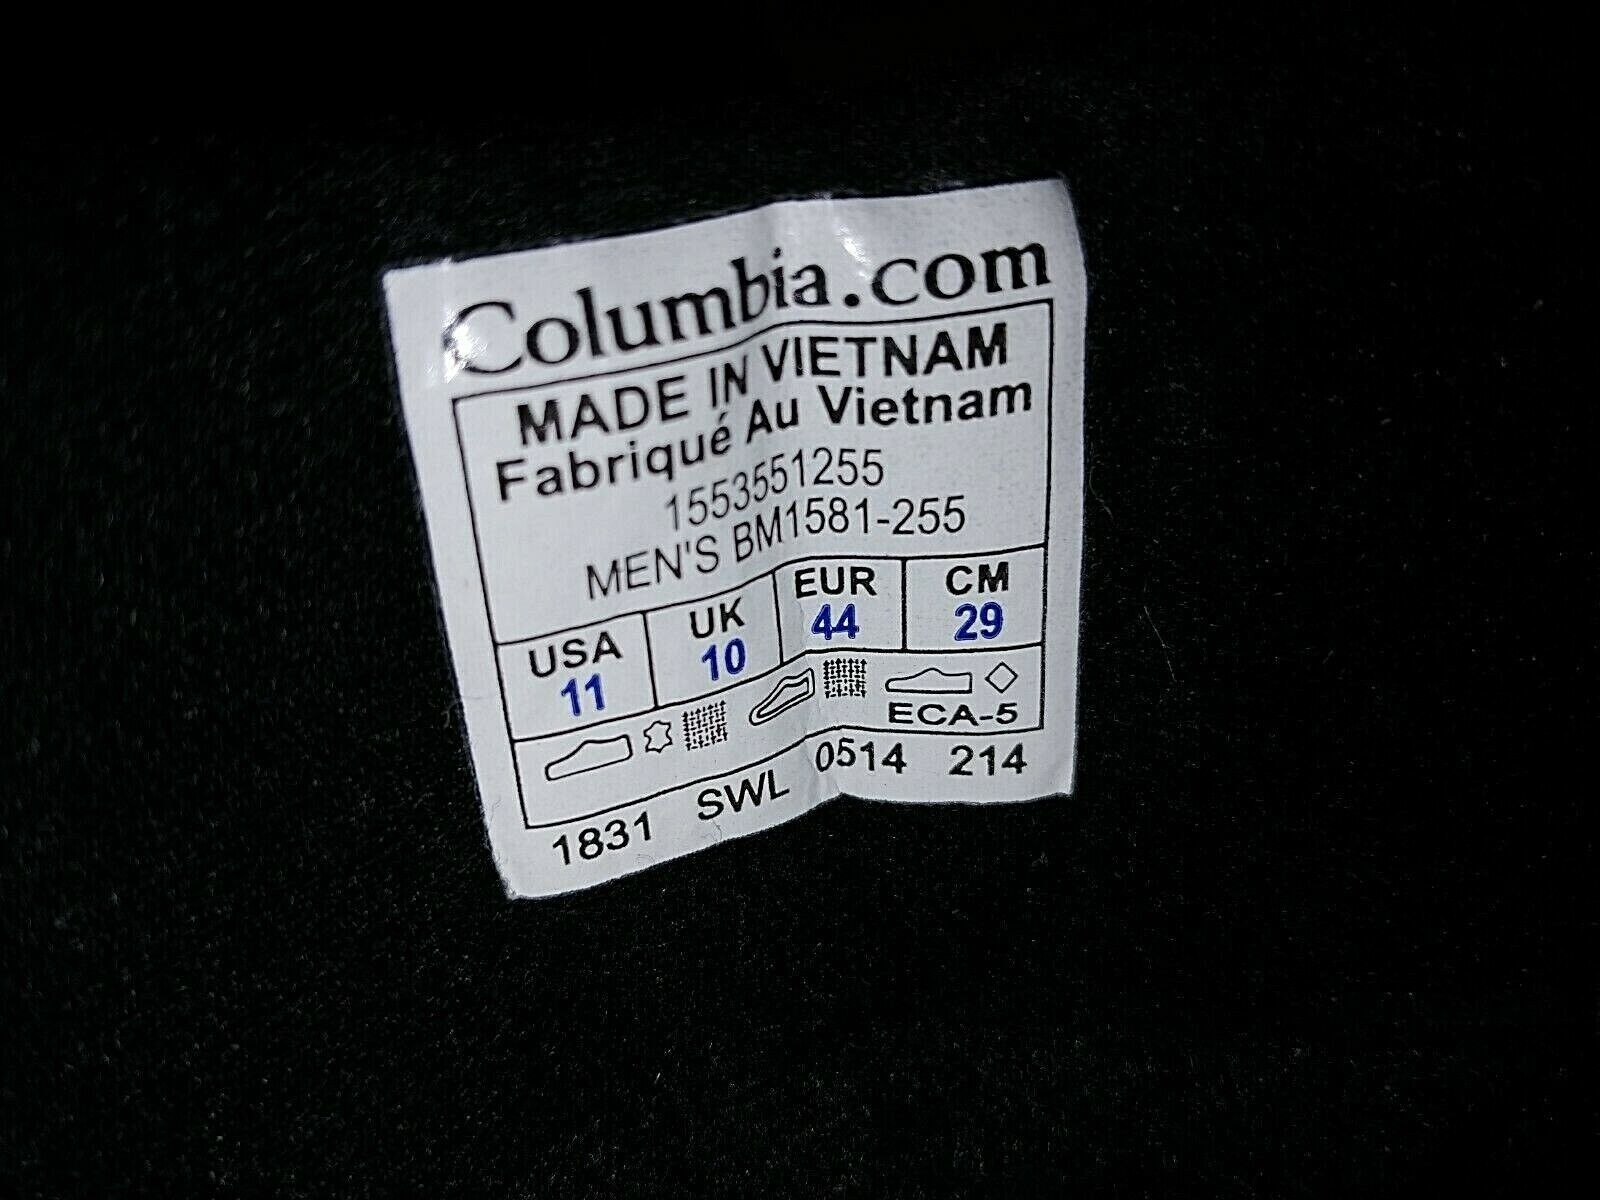 Columbia.com
MADE IN VIETNAM
Fabriqué Au Vietnam
1553551255
MEN'S BM1581-255
USA UK EUR CM
11 10 44 29
ECA-5
1831 SWL 0514 214